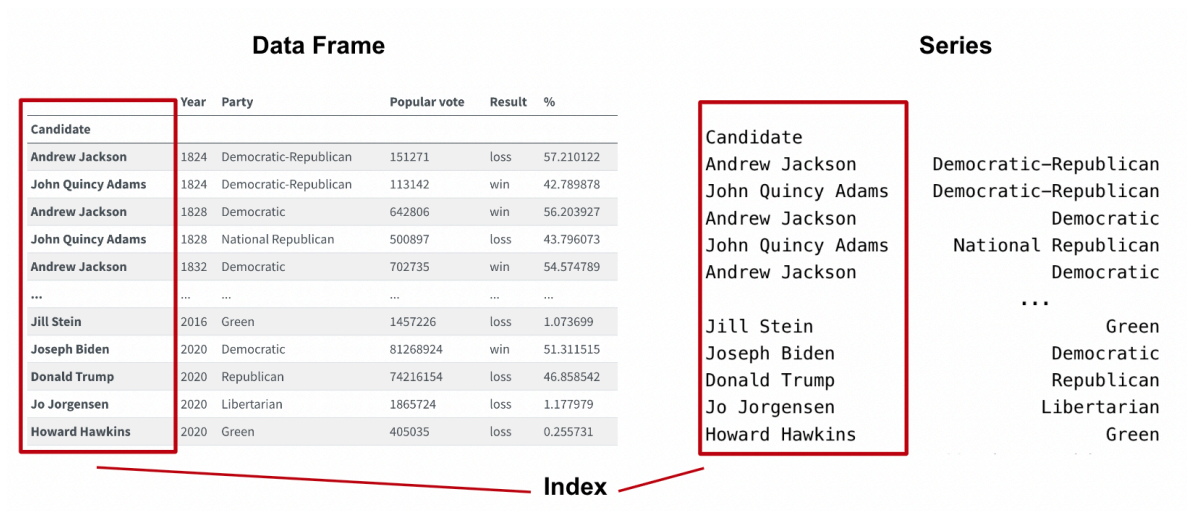 Data Frame
Year Party Popular vote Result %
Candidate
Andrew Jackson 1824 Democratic-Republican 151271 loss 57.210122
John Quincy Adams 1824 Democratic-Republican 113142 win 42.789878
Andrew Jackson 1828 Democratic 642806 win 56.203927
John Quincy Adams 1828 National Republican 500897 loss 43.796073
Andrew Jackson 1832 Democratic 702735 win 54.574789
... ... ... ... ... ...
Jill Stein 2016 Green 1457226 loss 1.073699
Joseph Biden 2020 Democratic 81268924 win 51.311515
Donald Trump 2020 Republican 74216154 loss 46.858542
Jo Jorgensen 2020 Libertarian 1865724 loss 1.177979
Howard Hawkins 2020 Green 405035 loss 0.255731
Series
Candidate
Andrew Jackson Democratic-Republican
John Quincy Adams Democratic-Republican
Andrew Jackson Democratic
John Quincy Adams National Republican
Andrew Jackson Democratic
...
Jill Stein Green
Joseph Biden Democratic
Donald Trump Republican
Jo Jorgensen Libertarian
Howard Hawkins Green
Index